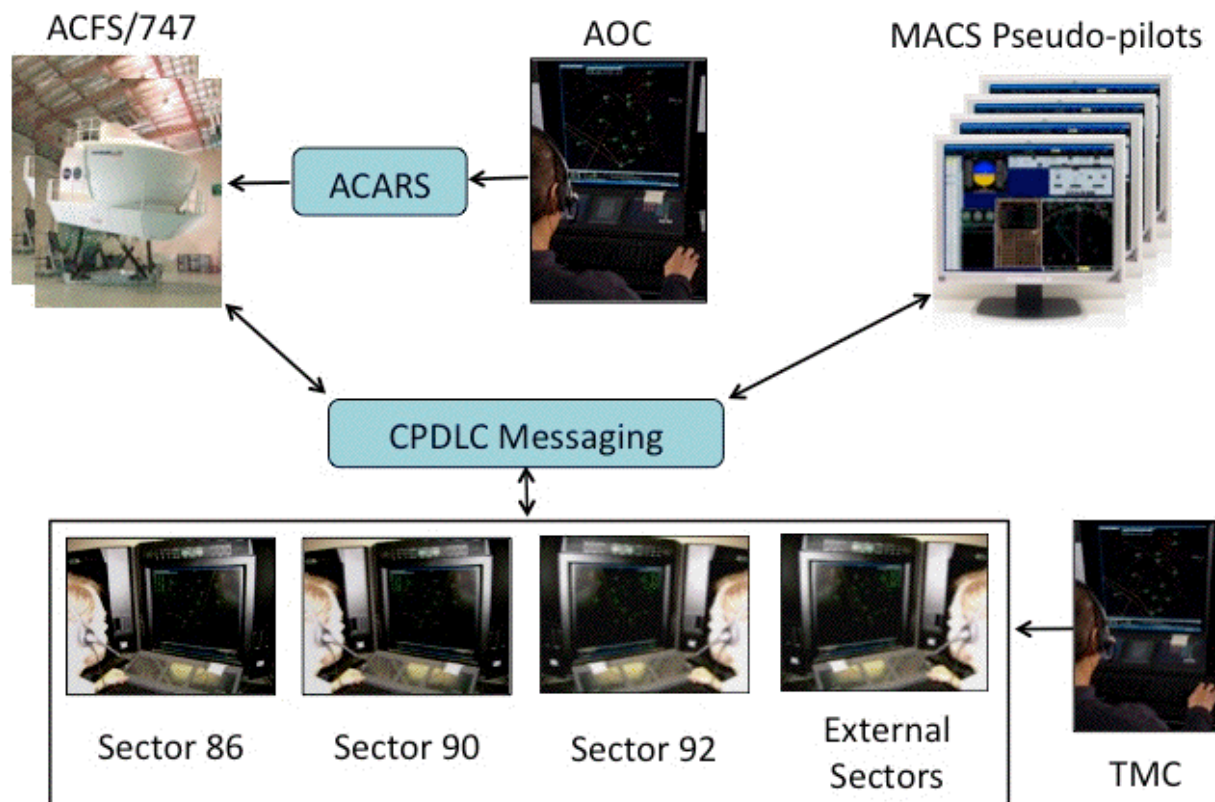 ACFS/747
AOC
MACS Pseudo-pilots
ACARS
CPDLC Messaging
Sector 86
Sector 90
Sector 92
External
Sectors
TMC